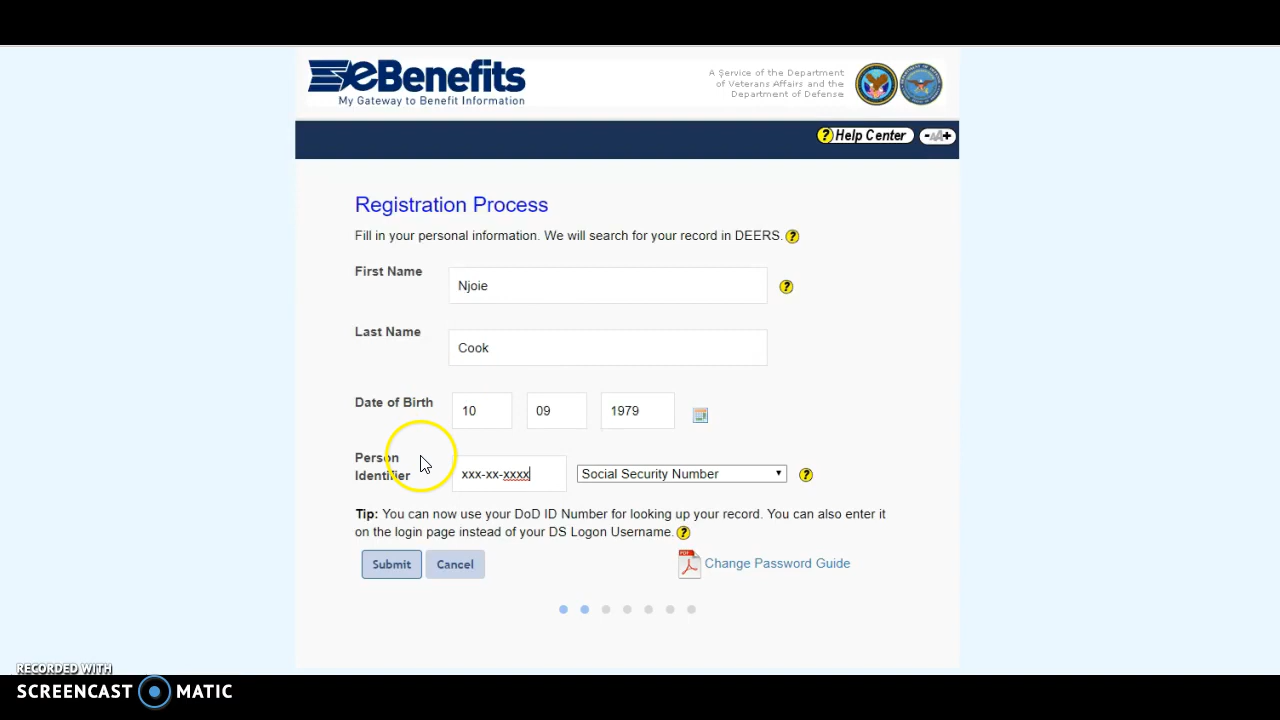 eBenefits
My Gateway to Benefit Information
A Service of the Department
of Veterans Affairs and the
Department of Defense
? Help Center
-AA+
Registration Process
Fill in your personal information. We will search for your record in DEERS. ?
First Name
Njoie
?
Last Name
Cook
Date of Birth
10 09 1979
Person
Identifier
xxx-xx-xxxx
Social Security Number
?
Tip: You can now use your DoD ID Number for looking up your record. You can also enter it
on the login page instead of your DS Logon Username. ?
Submit Cancel
PDF Change Password Guide
RECORDED WITH
SCREENCAST MATIC